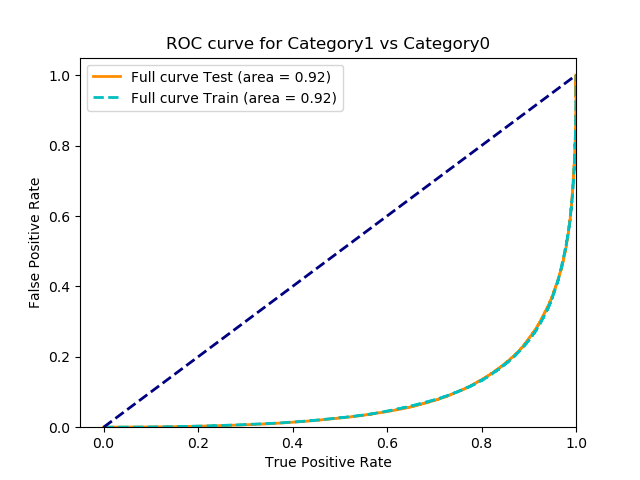 ROC curve for Category1 vs Category0
Full curve Test (area = 0.92)
Full curve Train (area = 0.92)
False Positive Rate
1.0
0.8
0.6
0.4
0.2
0.0
0.0 0.2 0.4 0.6 0.8 1.0
True Positive Rate